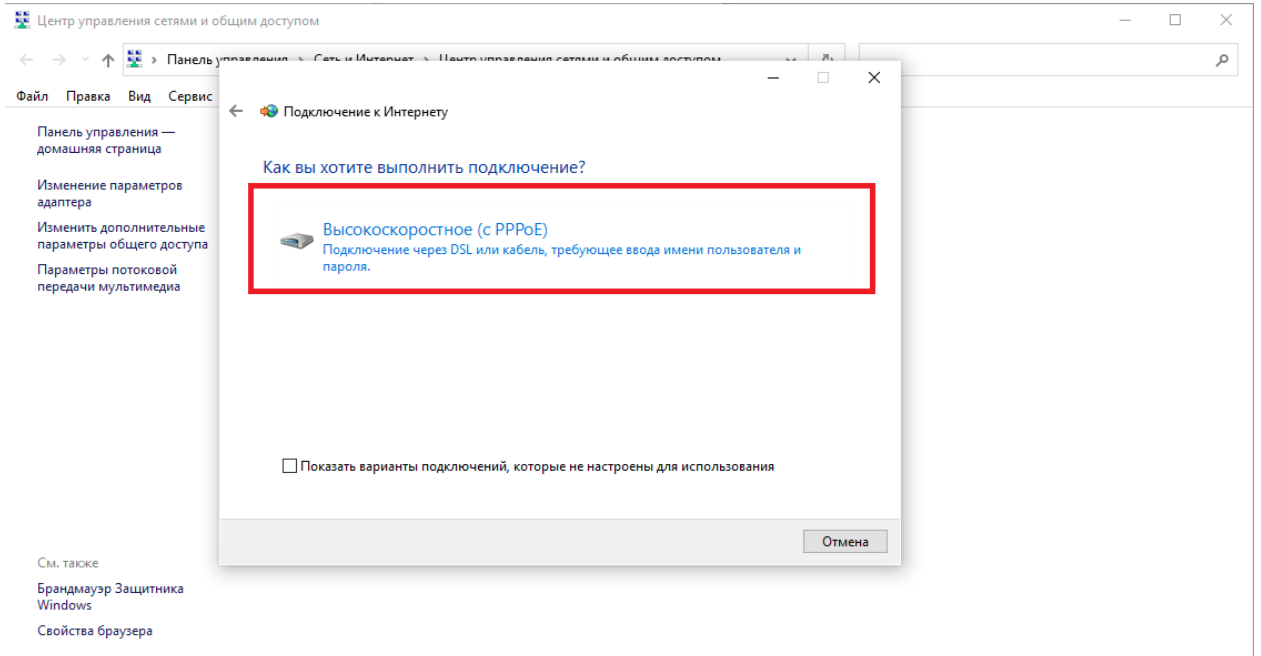 Центр управления сетями и общим доступом
Панель управления > Сеть и Интернет > Центр управления сетями и общим доступом
Файл Правка Вид Сервис
Подключение к Интернету
Панель управления —
домашняя страница
Изменение параметров
адаптера
Изменить дополнительные
параметры общего доступа
Параметры потоковой
передачи мультимедиа
Как вы хотите выполнить подключение?
Высокоскоростное (с PPPoE)
Подключение через DSL или кабель, требующее ввода имени пользователя и
пароля.
Показать варианты подключений, которые не настроены для использования
Отмена
См. также
Брандмауэр Защитника
Windows
Свойства браузера